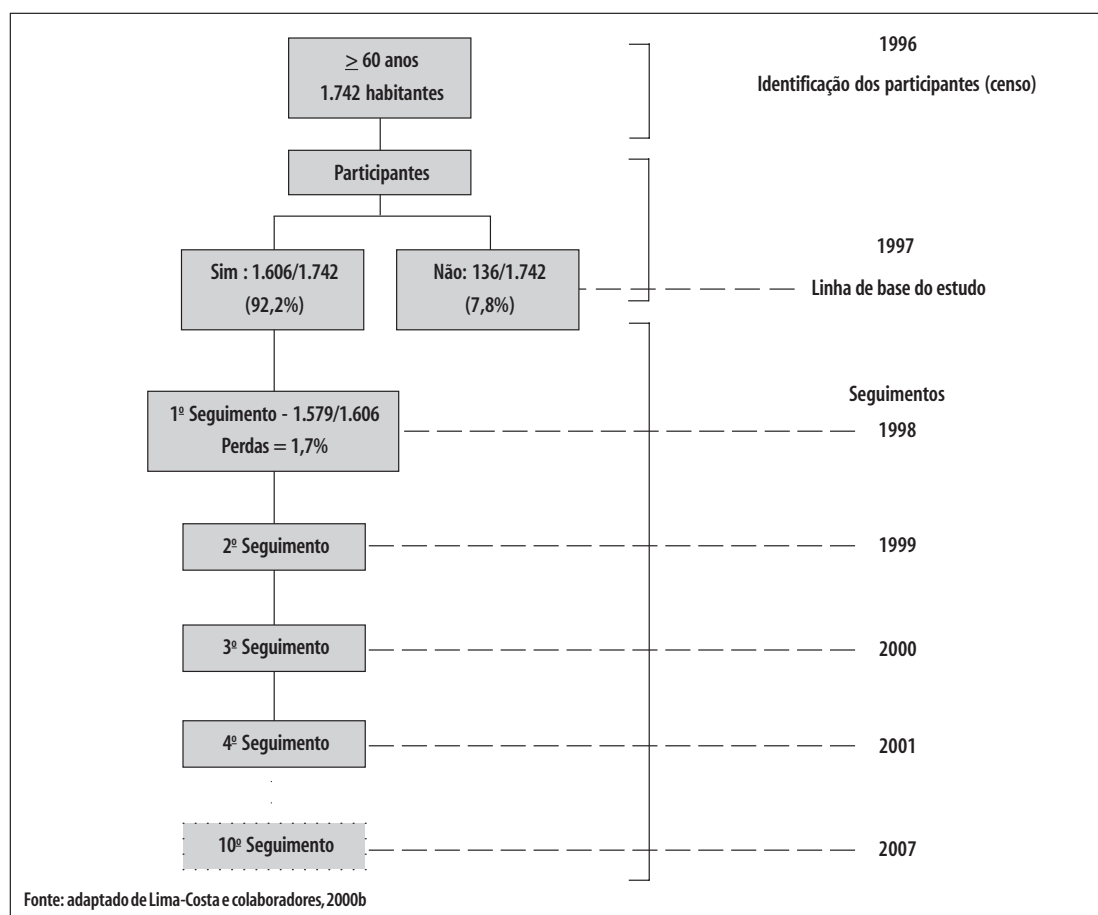 ≥ 60 anos
1.742 habitantes
1996
Identificação dos participantes (censo)
Participantes
Sim : 1.606/1.742
(92,2%)
Não: 136/1.742
(7,8%)
1997
Linha de base do estudo
1º Seguimento - 1.579/1.606
Perdas = 1,7%
Seguimentos
1998
2º Seguimento
1999
3º Seguimento
2000
4º Seguimento
2001
10º Seguimento
2007
Fonte: adaptado de Lima-Costa e colaboradores, 2000b